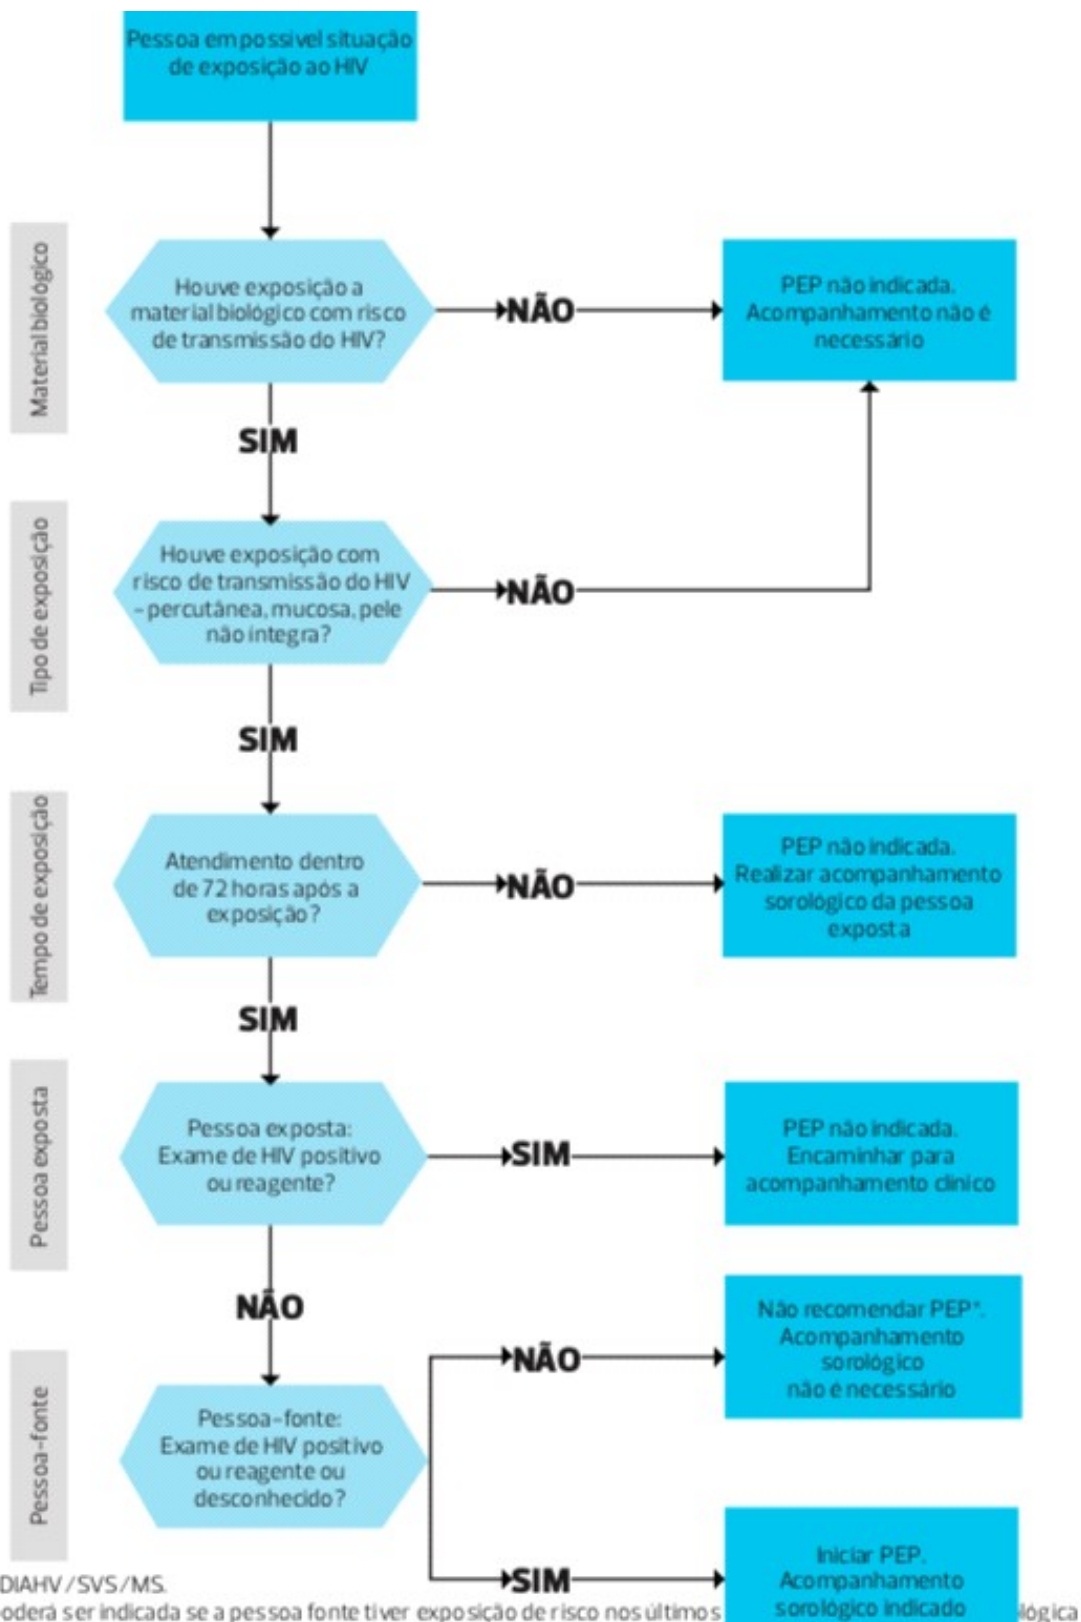 Pessoa em possível situação
de exposição ao HIV
Material biológico
Houve exposição a
material biológico com risco
de transmissão do HIV?
NÃO
PEP não indicada.
Acompanhamento não é
necessário
SIM
Tipo de exposição
Houve exposição com
risco de transmissão do HIV
– percutânea, mucosa, pele
não íntegra?
NÃO
SIM
Tempo de exposição
Atendimento dentro
de 72 horas após a
exposição?
NÃO
PEP não indicada.
Realizar acompanhamento
sorológico da pessoa
exposta
SIM
Pessoa exposta
Pessoa exposta:
Exame de HIV positivo
ou reagente?
SIM
PEP não indicada.
Encaminhar para
acompanhamento clínico
NÃO
Pessoa-fonte
Pessoa-fonte:
Exame de HIV positivo
ou reagente ou
desconhecido?
NÃO
Não recomendar PEP*.
Acompanhamento
sorológico
não é necessário
SIM
Iniciar PEP.
Acompanhamento
sorológico indicado
DIAHV/SVS/MS.
oderá ser indicada se a pessoa fonte tiver exposição de risco nos últimos
lógica